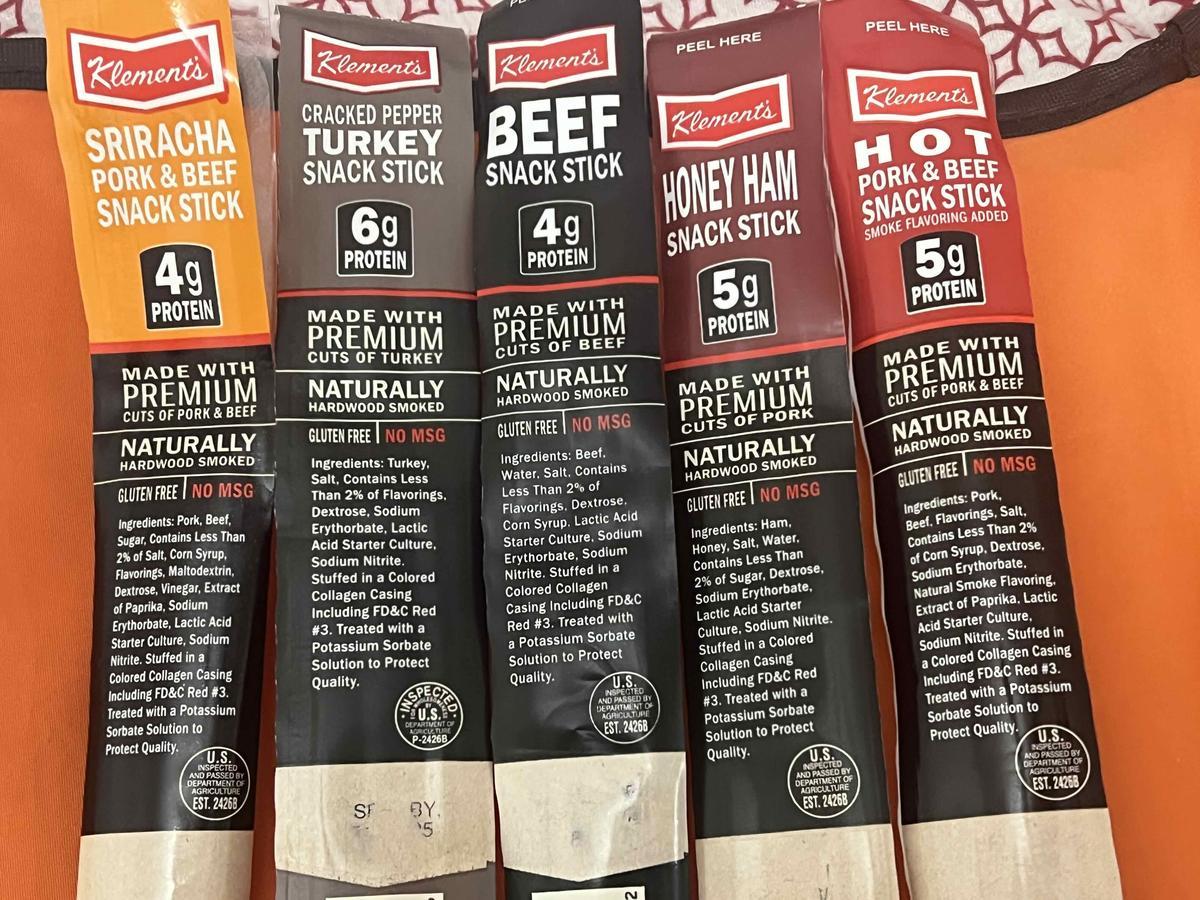 Klement's
SRIRACHA
PORK & BEEF
SNACK STICK
4g
PROTEIN
MADE WITH
PREMIUM
CUTS OF PORK & BEEF
NATURALLY
HARDWOOD SMOKED
GLUTEN FREE | NO MSG
Ingredients: Pork, Beef,
Sugar, Contains Less Than
2% of Salt, Corn Syrup,
Flavorings, Maltodextrin,
Dextrose, Vinegar, Extract
of Paprika, Sodium
Erythorbate, Lactic Acid
Starter Culture, Sodium
Nitrite. Stuffed in a
Colored Collagen Casing
Including FD&C Red #3.
Treated with a Potassium
Sorbate Solution to
Protect Quality.
U.S.
INSPECTED
AND PASSED BY
DEPARTMENT OF
AGRICULTURE
EST. 2426B
Klement's
CRACKED PEPPER
TURKEY
SNACK STICK
6g
PROTEIN
MADE WITH
PREMIUM
CUTS OF TURKEY
NATURALLY
HARDWOOD SMOKED
GLUTEN FREE | NO MSG
Ingredients: Turkey,
Salt, Contains Less
Than 2% of Flavorings,
Dextrose, Sodium
Erythorbate, Lactic
Acid Starter Culture,
Sodium Nitrite.
Stuffed in a Colored
Collagen Casing
Including FD&C Red
#3. Treated with a
Potassium Sorbate
Solution to Protect
Quality.
INSPECTED
FOR WHOLESOMENESS
BY
U.S.
DEPARTMENT OF
AGRICULTURE
P-2426B
BY
Klement's
BEEF
SNACK STICK
4g
PROTEIN
MADE WITH
PREMIUM
CUTS OF BEEF
NATURALLY
HARDWOOD SMOKED
GLUTEN FREE | NO MSG
Ingredients: Beef,
Water, Salt, Contains
Less Than 2% of
Flavorings, Dextrose,
Corn Syrup, Lactic Acid
Starter Culture, Sodium
Erythorbate, Sodium
Nitrite. Stuffed in a
Colored Collagen
Casing Including FD&C
Red #3. Treated with
a Potassium Sorbate
Solution to Protect
Quality.
U.S.
INSPECTED
AND PASSED BY
DEPARTMENT OF
AGRICULTURE
EST. 2426B
PEEL HERE
Klement's
HONEY HAM
SNACK STICK
5g
PROTEIN
MADE WITH
PREMIUM
CUTS OF PORK
NATURALLY
HARDWOOD SMOKED
GLUTEN FREE | NO MSG
Ingredients: Ham,
Honey, Salt, Water,
Contains Less Than
2% of Sugar, Dextrose,
Sodium Erythorbate,
Lactic Acid Starter
Culture, Sodium Nitrite.
Stuffed in a Colored
Collagen Casing
Including FD&C Red
#3. Treated with a
Potassium Sorbate
Solution to Protect
Quality.
U.S.
INSPECTED
AND PASSED BY
DEPARTMENT OF
AGRICULTURE
EST. 2426B
PEEL HERE
Klement's
HOT
PORK & BEEF
SNACK STICK
SMOKE FLAVORING ADDED
5g
PROTEIN
MADE WITH
PREMIUM
CUTS OF PORK & BEEF
NATURALLY
HARDWOOD SMOKED
GLUTEN FREE | NO MSG
Ingredients: Pork,
Beef, Flavorings, Salt,
Contains Less Than 2%
of Corn Syrup, Dextrose,
Sodium Erythorbate,
Natural Smoke Flavoring,
Extract of Paprika, Lactic
Acid Starter Culture,
Sodium Nitrite. Stuffed in
a Colored Collagen Casing
Including FD&C Red #3.
Treated with a Potassium
Sorbate Solution to
Protect Quality.
U.S.
INSPECTED
AND PASSED BY
DEPARTMENT OF
AGRICULTURE
EST. 2426B